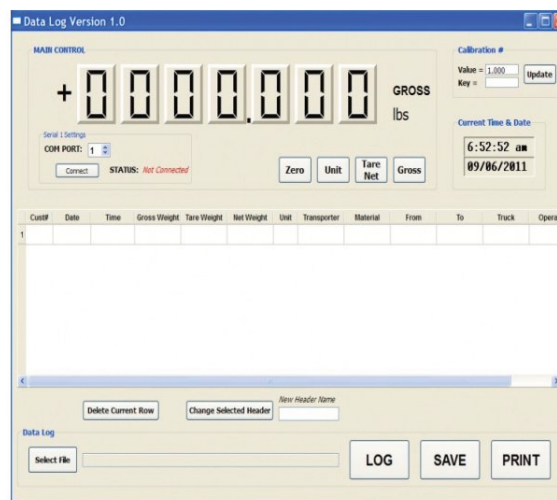 Data Log Version 1.0
MAIN CONTROL
+ 0000.000 GROSS
lbs
Serial 1 Settings
COM PORT: 1
Connect STATUS: Not Connected
Zero Unit Tare Net Gross
Calibration #
Value = 1.000
Key =
Update
Current Time & Date
6:52:52 am
09/06/2011
Cust# Date Time Gross Weight Tare Weight Net Weight Unit Transporter Material From To Truck Opera
1
Delete Current Row Change Selected Header New Header Name
Data Log
Select File LOG SAVE PRINT